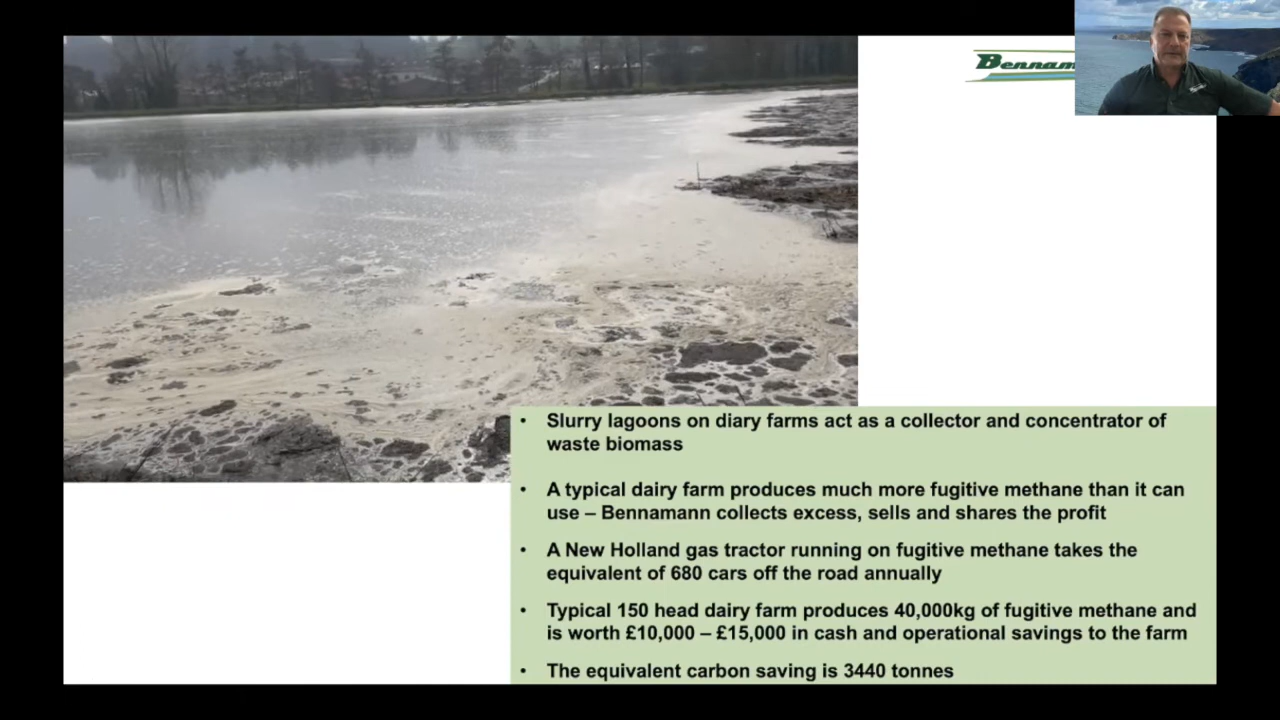 Bennam
• Slurry lagoons on diary farms act as a collector and concentrator of
waste biomass
• A typical dairy farm produces much more fugitive methane than it can
use – Bennamann collects excess, sells and shares the profit
• A New Holland gas tractor running on fugitive methane takes the
equivalent of 680 cars off the road annually
• Typical 150 head dairy farm produces 40,000kg of fugitive methane and
is worth £10,000 – £15,000 in cash and operational savings to the farm
• The equivalent carbon saving is 3440 tonnes